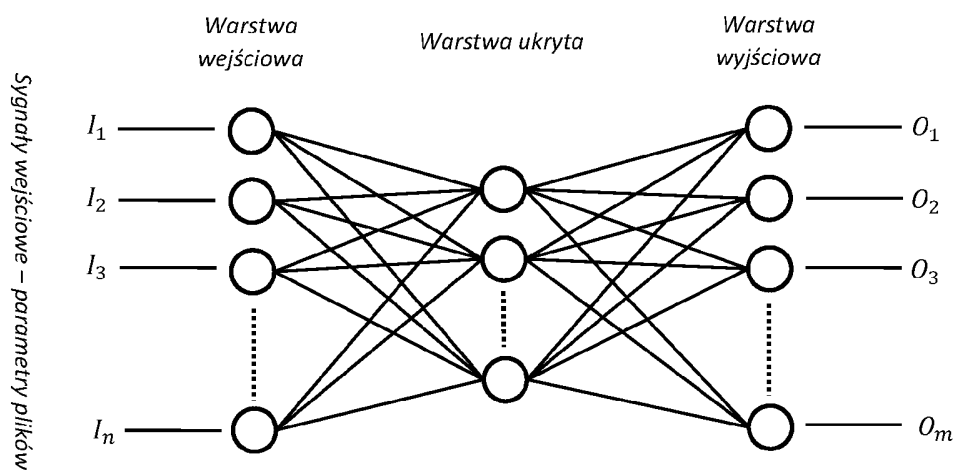 Warstwa
wejściowa
Warstwa ukryta
Warstwa
wyjściowa
Sygnały wejściowe – parametry plików
I₁
I₂
I₃
Iₙ
O₁
O₂
O₃
Oₘ